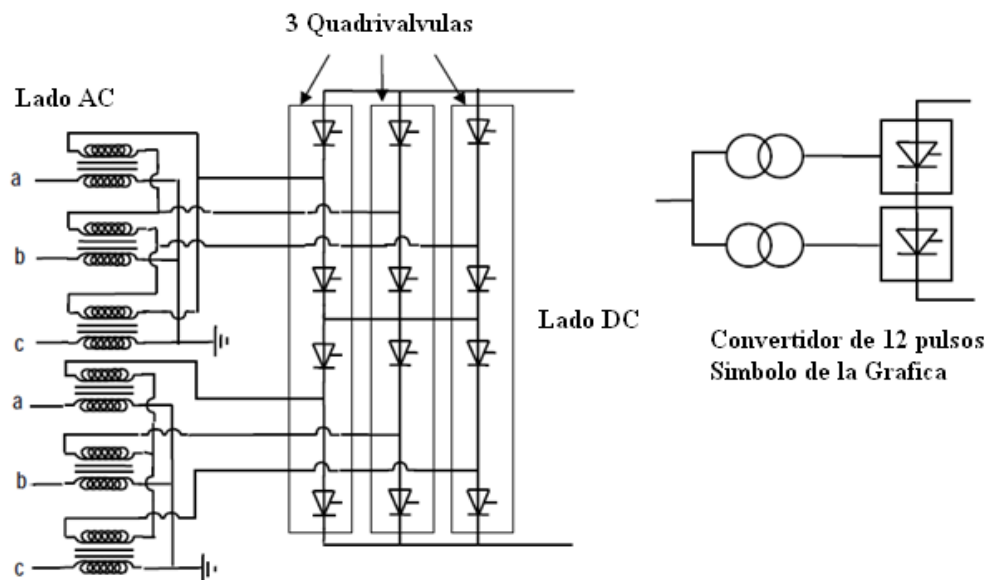 3 Quadrivalvulas
Lado AC
a
b
c
a
b
c
Lado DC
Convertidor de 12 pulsos
Simbolo de la Grafica